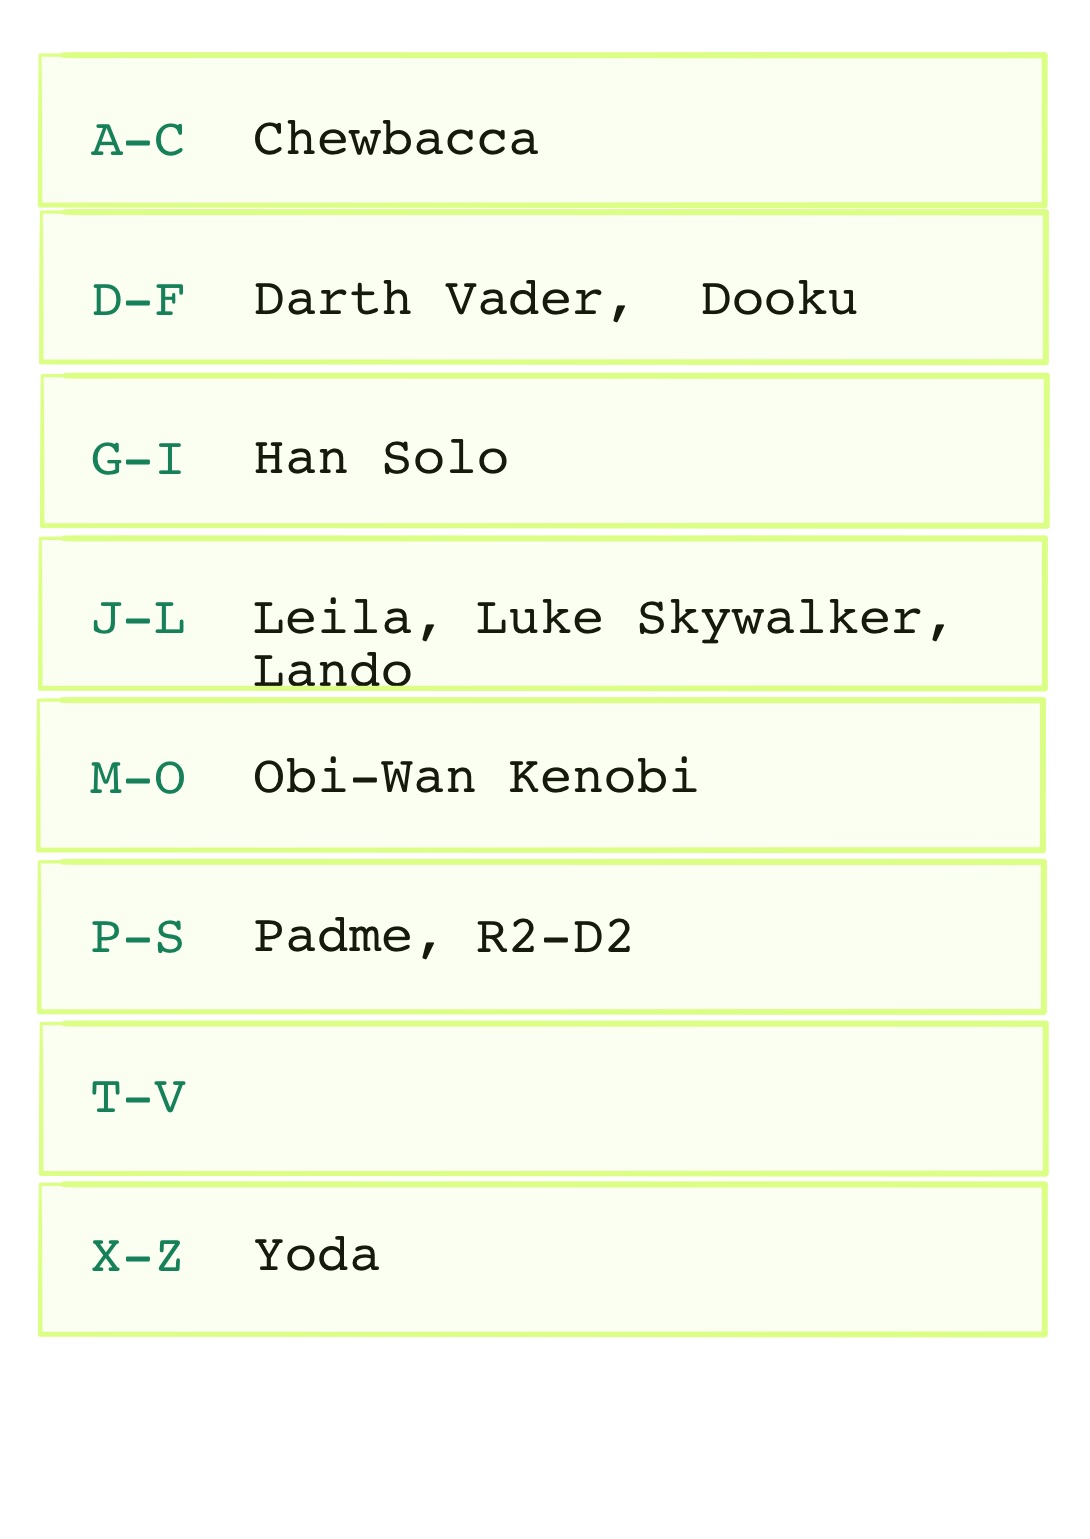 A-C Chewbacca
D-F Darth Vader,  Dooku
G-I Han Solo
J-L Leila, Luke Skywalker,
Lando
M-O Obi-Wan Kenobi
P-S Padme, R2-D2
T-V
X-Z Yoda